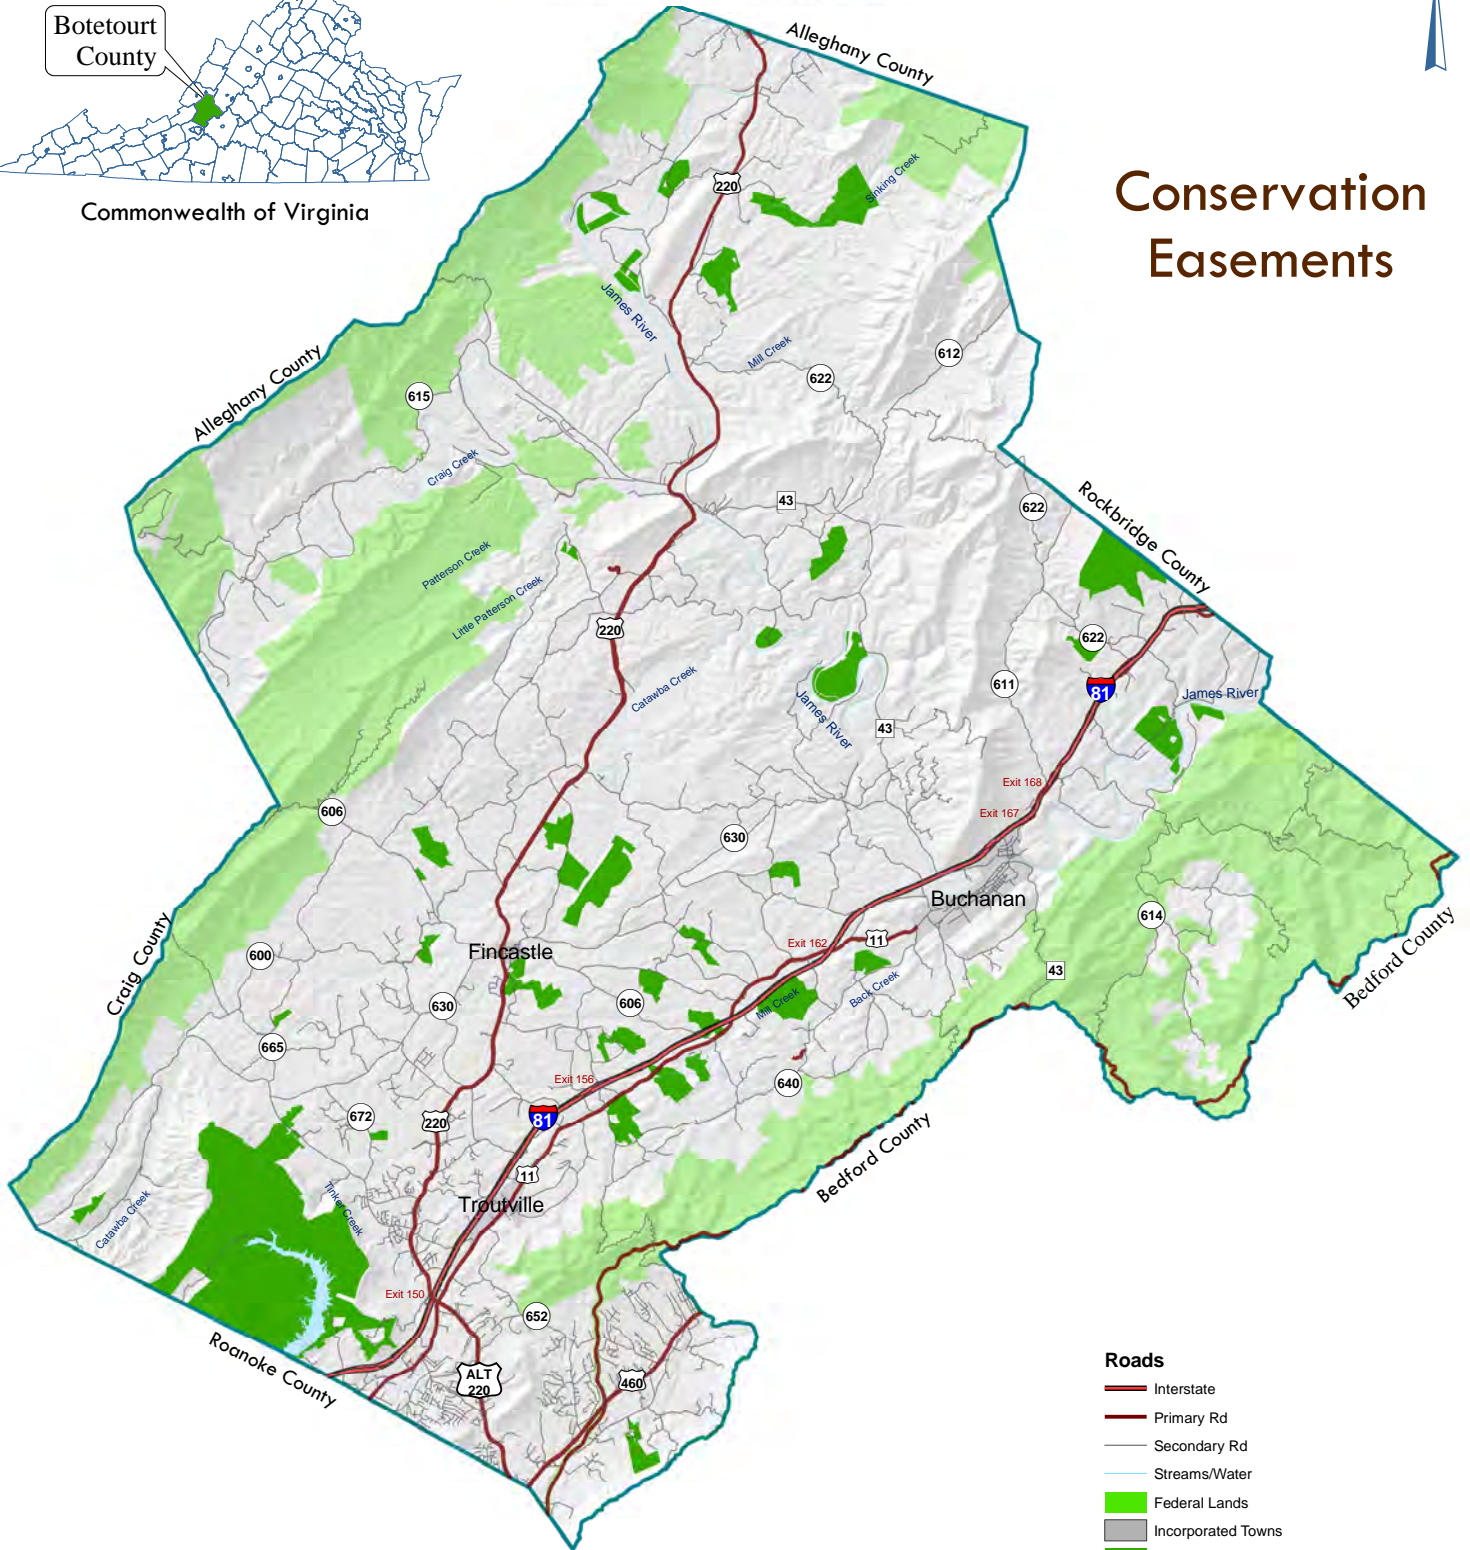 Botetourt
County
Commonwealth of Virginia
Conservation
Easements
Alleghany County
Sinking Creek
220
James River
Mill Creek
622
612
Alleghany County
615
Craig Creek
43
622
Rockbridge County
Patterson Creek
Little Patterson Creek
220
622
611
81
James River
Catawba Creek
James River
43
Exit 168
Exit 167
606
630
Buchanan
614
Craig County
Fincastle
Exit 162
11
600
43
Bedford County
630
606
Mill Creek
Back Creek
665
Exit 156
640
672
220
81
11
Bedford County
Troutville
Catawba Creek
Tinker Creek
Exit 150
652
Roanoke County
ALT
220
460
Roads
Interstate
Primary Rd
Secondary Rd
Streams/Water
Federal Lands
Incorporated Towns